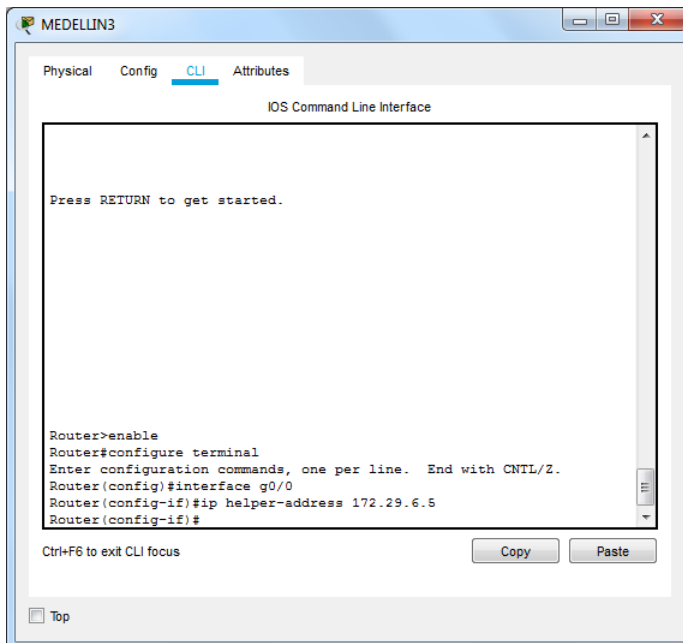 MEDELLIN3
Physical Config CLI Attributes
IOS Command Line Interface
Press RETURN to get started.
Router>enable
Router#configure terminal
Enter configuration commands, one per line.  End with CNTL/Z.
Router(config)#interface g0/0
Router(config-if)#ip helper-address 172.29.6.5
Router(config-if)#
Ctrl+F6 to exit CLI focus
Copy Paste
Top